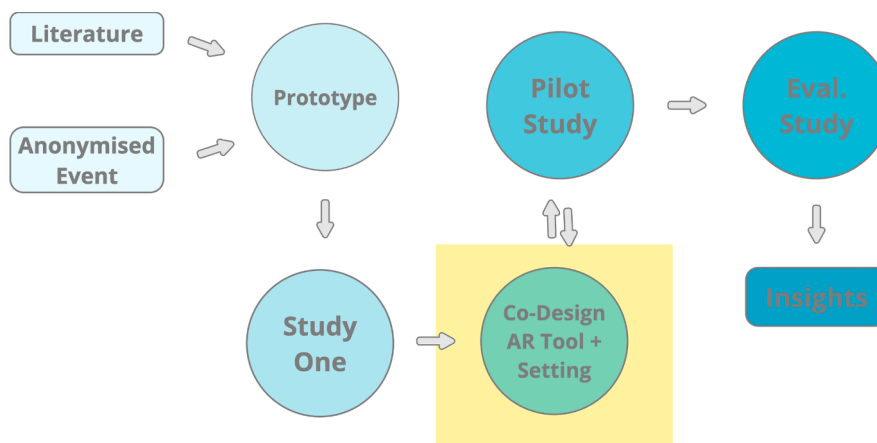 Literature
Anonymised
Event
Prototype
Study
One
Co-Design
AR Tool +
Setting
Pilot
Study
Eval.
Study
Insights